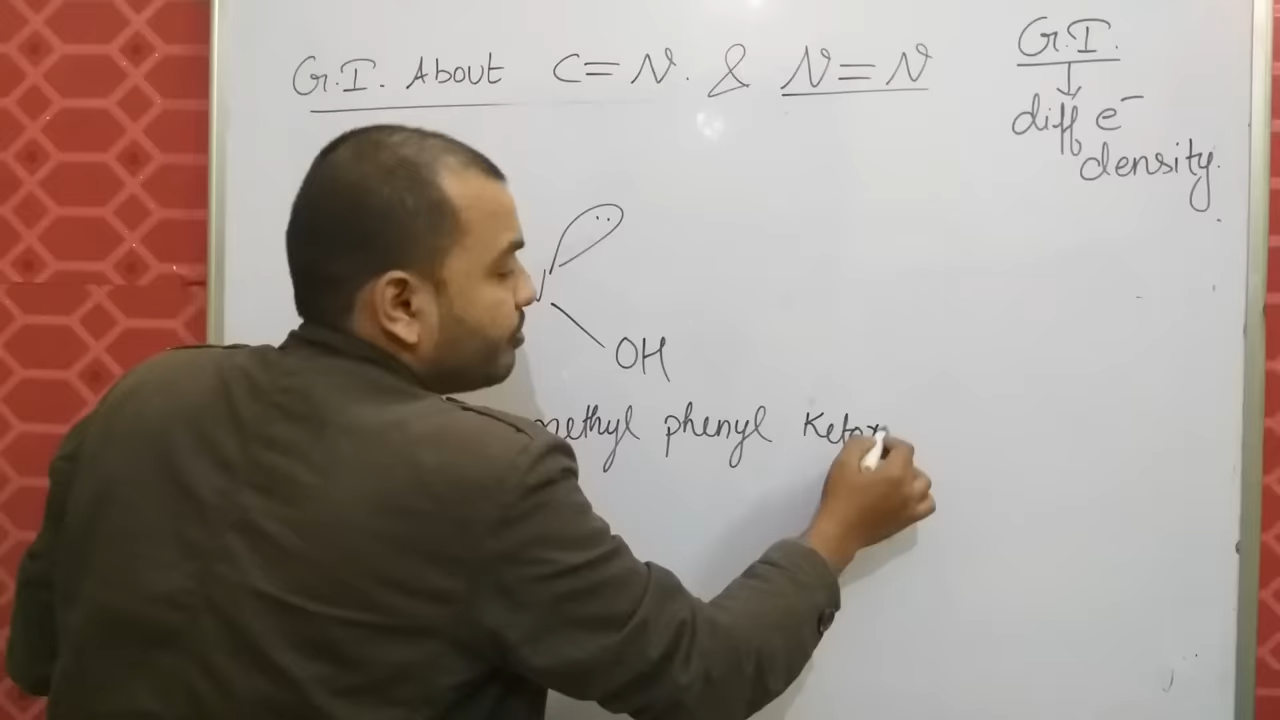 G.I. About C=N. & N=N
G.I.
diff e⁻
density.
OH
methyl phenyl Ketox